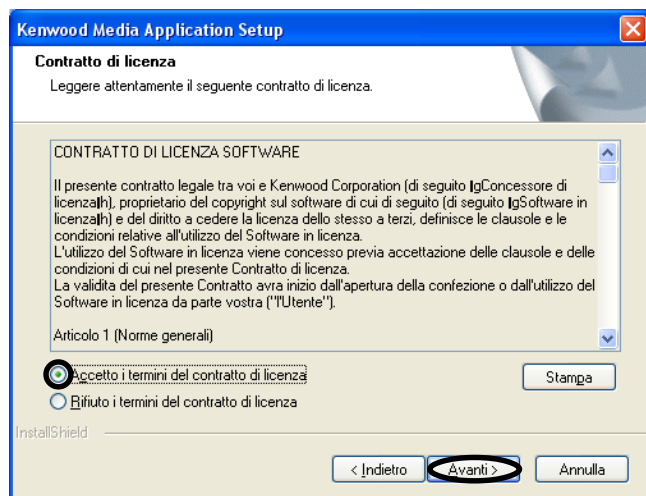 Kenwood Media Application Setup
Contratto di licenza
Leggere attentamente il seguente contratto di licenza.
CONTRATTO DI LICENZA SOFTWARE
Il presente contratto legale tra voi e Kenwood Corporation (di seguito IgConcessore di
licenzaIh), proprietario del copyright sul software di cui di seguito (di seguito IgSoftware in
licenzaIh) e del diritto a cedere la licenza dello stesso a terzi, definisce le clausole e le
condizioni relative all'utilizzo del Software in licenza.
L'utilizzo del Software in licenza viene concesso previa accettazione delle clausole e delle
condizioni di cui nel presente Contratto di licenza.
La validita del presente Contratto avra inizio dall'apertura della confezione o dall'utilizzo del
Software in licenza da parte vostra ("l'Utente").
Articolo 1 (Norme generali)
Accetto i termini del contratto di licenza
Stampa
Rifiuto i termini del contratto di licenza
InstallShield
< Indietro
Avanti >
Annulla